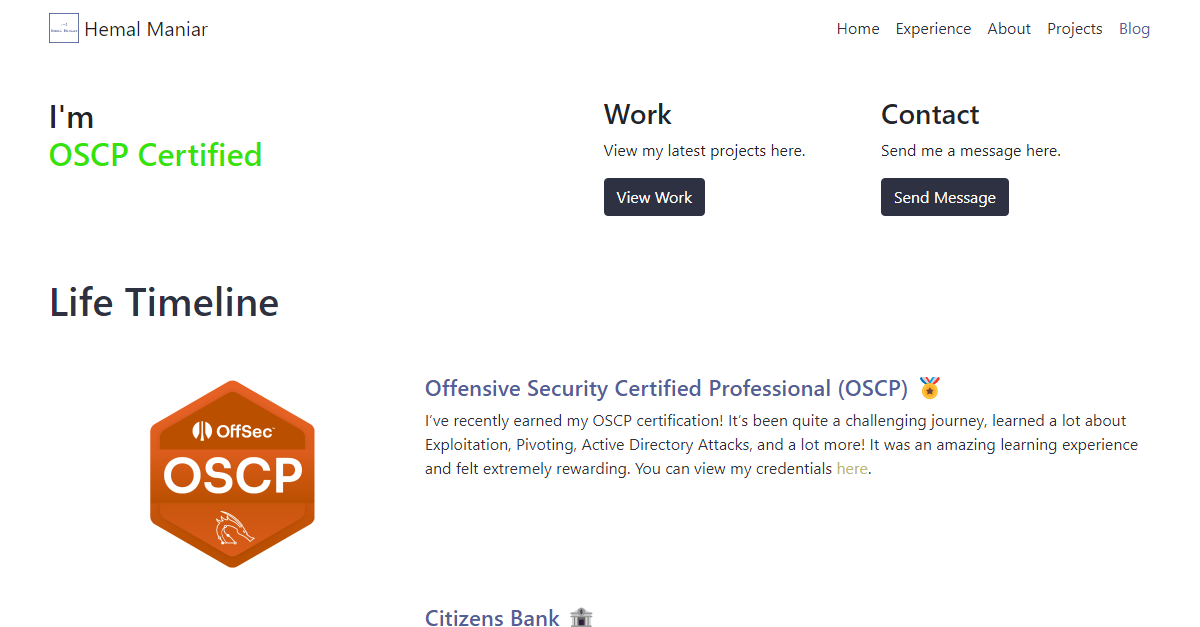 Hemal Maniar
Home Experience About Projects Blog
I'm
OSCP Certified
Work
View my latest projects here.
View Work
Contact
Send me a message here.
Send Message
Life Timeline
OffSec
OSCP
Offensive Security Certified Professional (OSCP)
I've recently earned my OSCP certification! It's been quite a challenging journey, learned a lot about
Exploitation, Pivoting, Active Directory Attacks, and a lot more! It was an amazing learning experience
and felt extremely rewarding. You can view my credentials here.
Citizens Bank